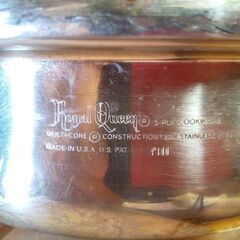 Royal Queen ® 5-PLY COOKWARE
MULTI-CORE ® CONSTRUCTION T304 STAINLESS STEEL
MADE IN U.S.A. U.S. PAT.